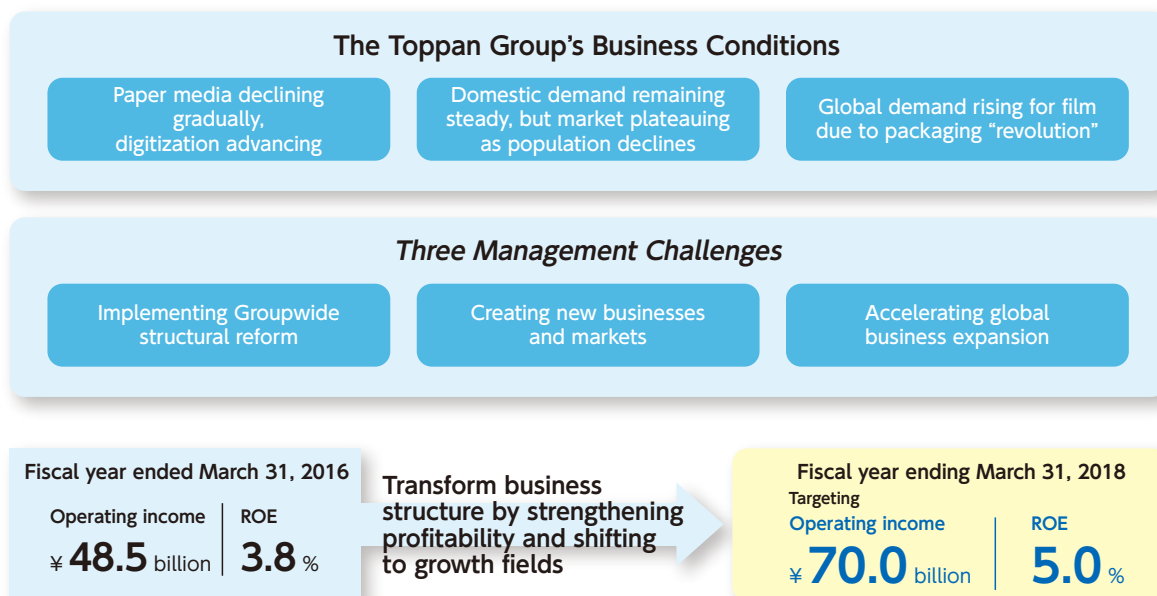 The Toppan Group's Business Conditions
Paper media declining
gradually,
digitization advancing
Domestic demand remaining
steady, but market plateauing
as population declines
Global demand rising for film
due to packaging “revolution”
Three Management Challenges
Implementing Groupwide
structural reform
Creating new businesses
and markets
Accelerating global
business expansion
Fiscal year ended March 31, 2016
Operating income
¥ 48.5 billion
ROE
3.8 %
Transform business
structure by strengthening
profitability and shifting
to growth fields
Fiscal year ending March 31, 2018
Targeting
Operating income
¥ 70.0 billion
ROE
5.0 %